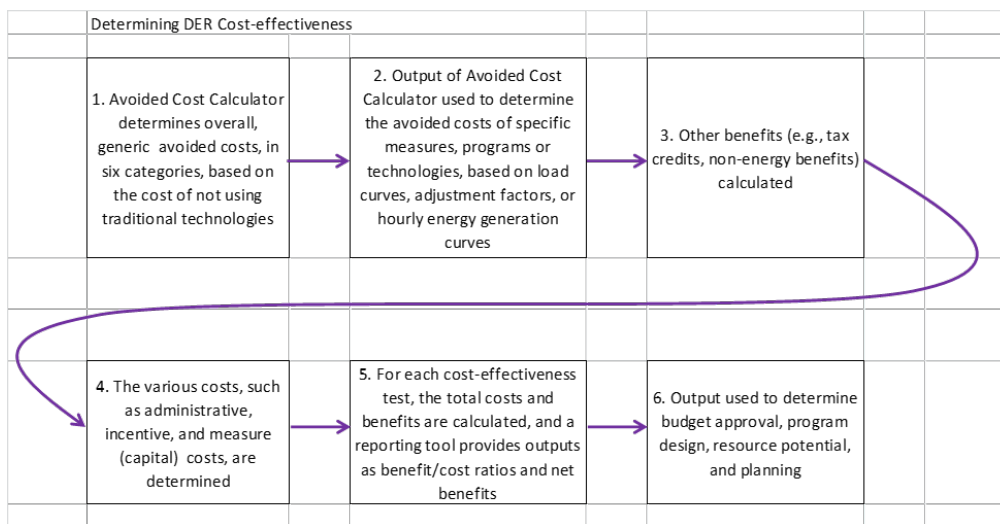 Determining DER Cost-effectiveness
1. Avoided Cost Calculator
determines overall,
generic avoided costs, in
six categories, based on
the cost of not using
traditional technologies
2. Output of Avoided Cost
Calculator used to determine
the avoided costs of specific
measures, programs or
technologies, based on load
curves, adjustment factors, or
hourly energy generation
curves
3. Other benefits (e.g., tax
credits, non-energy benefits)
calculated
4. The various costs, such
as administrative,
incentive, and measure
(capital) costs, are
determined
5. For each cost-effectiveness
test, the total costs and
benefits are calculated, and a
reporting tool provides outputs
as benefit/cost ratios and net
benefits
6. Output used to determine
budget approval, program
design, resource potential,
and planning